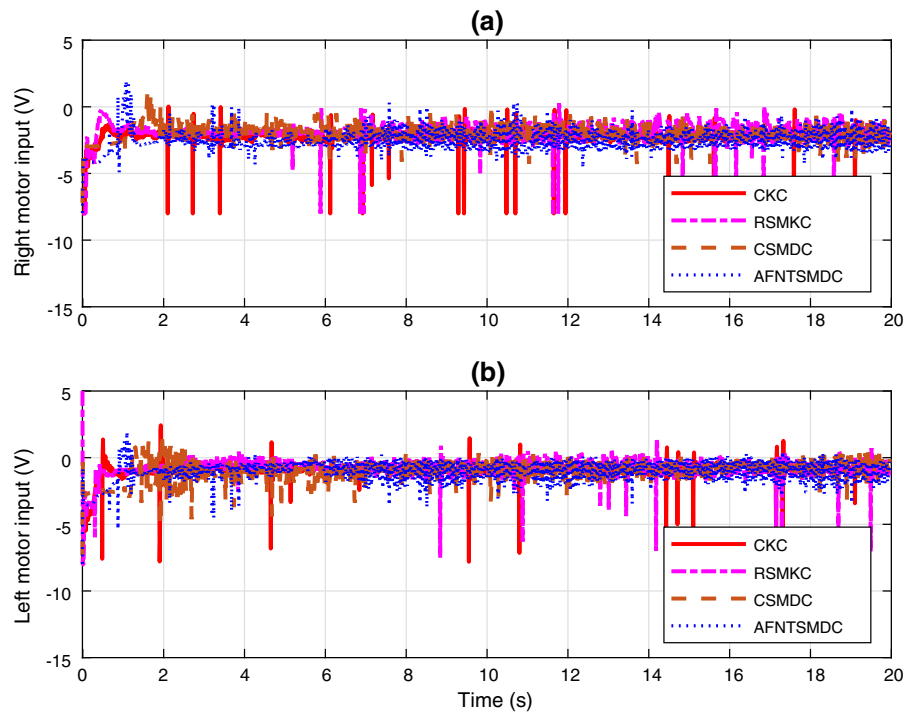 (a)
Right motor input (V)
5
0
-5
-10
-15
0 2 4 6 8 10 12 14 16 18 20
CKC
RSMKC
CSMDC
AFNTSMDC
(b)
Left motor input (V)
5
0
-5
-10
-15
0 2 4 6 8 10 12 14 16 18 20
CKC
RSMKC
CSMDC
AFNTSMDC
Time (s)